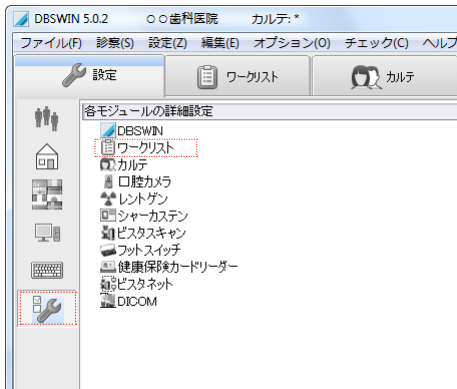 DBSWIN 5.0.2 ○○歯科医院 カルテ: *
ファイル(F) 診察(S) 設定(Z) 編集(E) オプション(O) チェック(C) ヘルプ
設定 ワークリスト カルテ
各モジュールの詳細設定
DBSWIN
ワークリスト
カルテ
口腔カメラ
レントゲン
シャーカステン
ビスタスキャン
フットスイッチ
健康保険カードリーダー
ビスタネット
DICOM